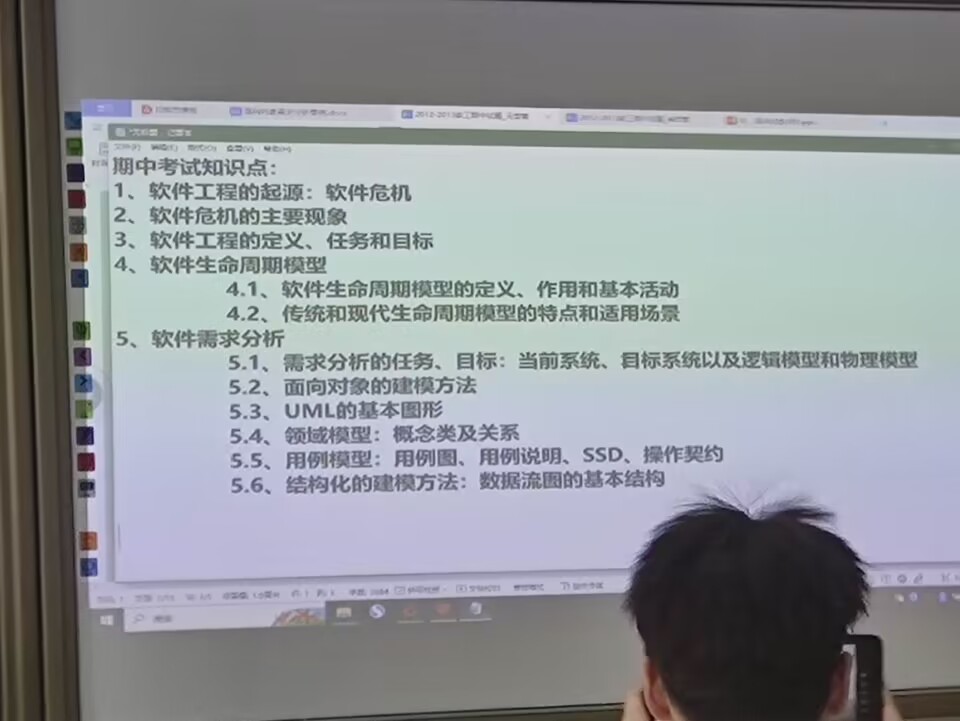 期中考试知识点：
1、软件工程的起源：软件危机
2、软件危机的主要现象
3、软件工程的定义、任务和目标
4、软件生命周期模型
4.1、软件生命周期模型的定义、作用和基本活动
4.2、传统和现代生命周期模型的特点和适用场景
5、软件需求分析
5.1、需求分析的任务、目标：当前系统、目标系统以及逻辑模型和物理模型
5.2、面向对象的建模方法
5.3、UML的基本图形
5.4、领域模型：概念类及关系
5.5、用例模型：用例图、用例说明、SSD、操作契约
5.6、结构化的建模方法：数据流图的基本结构